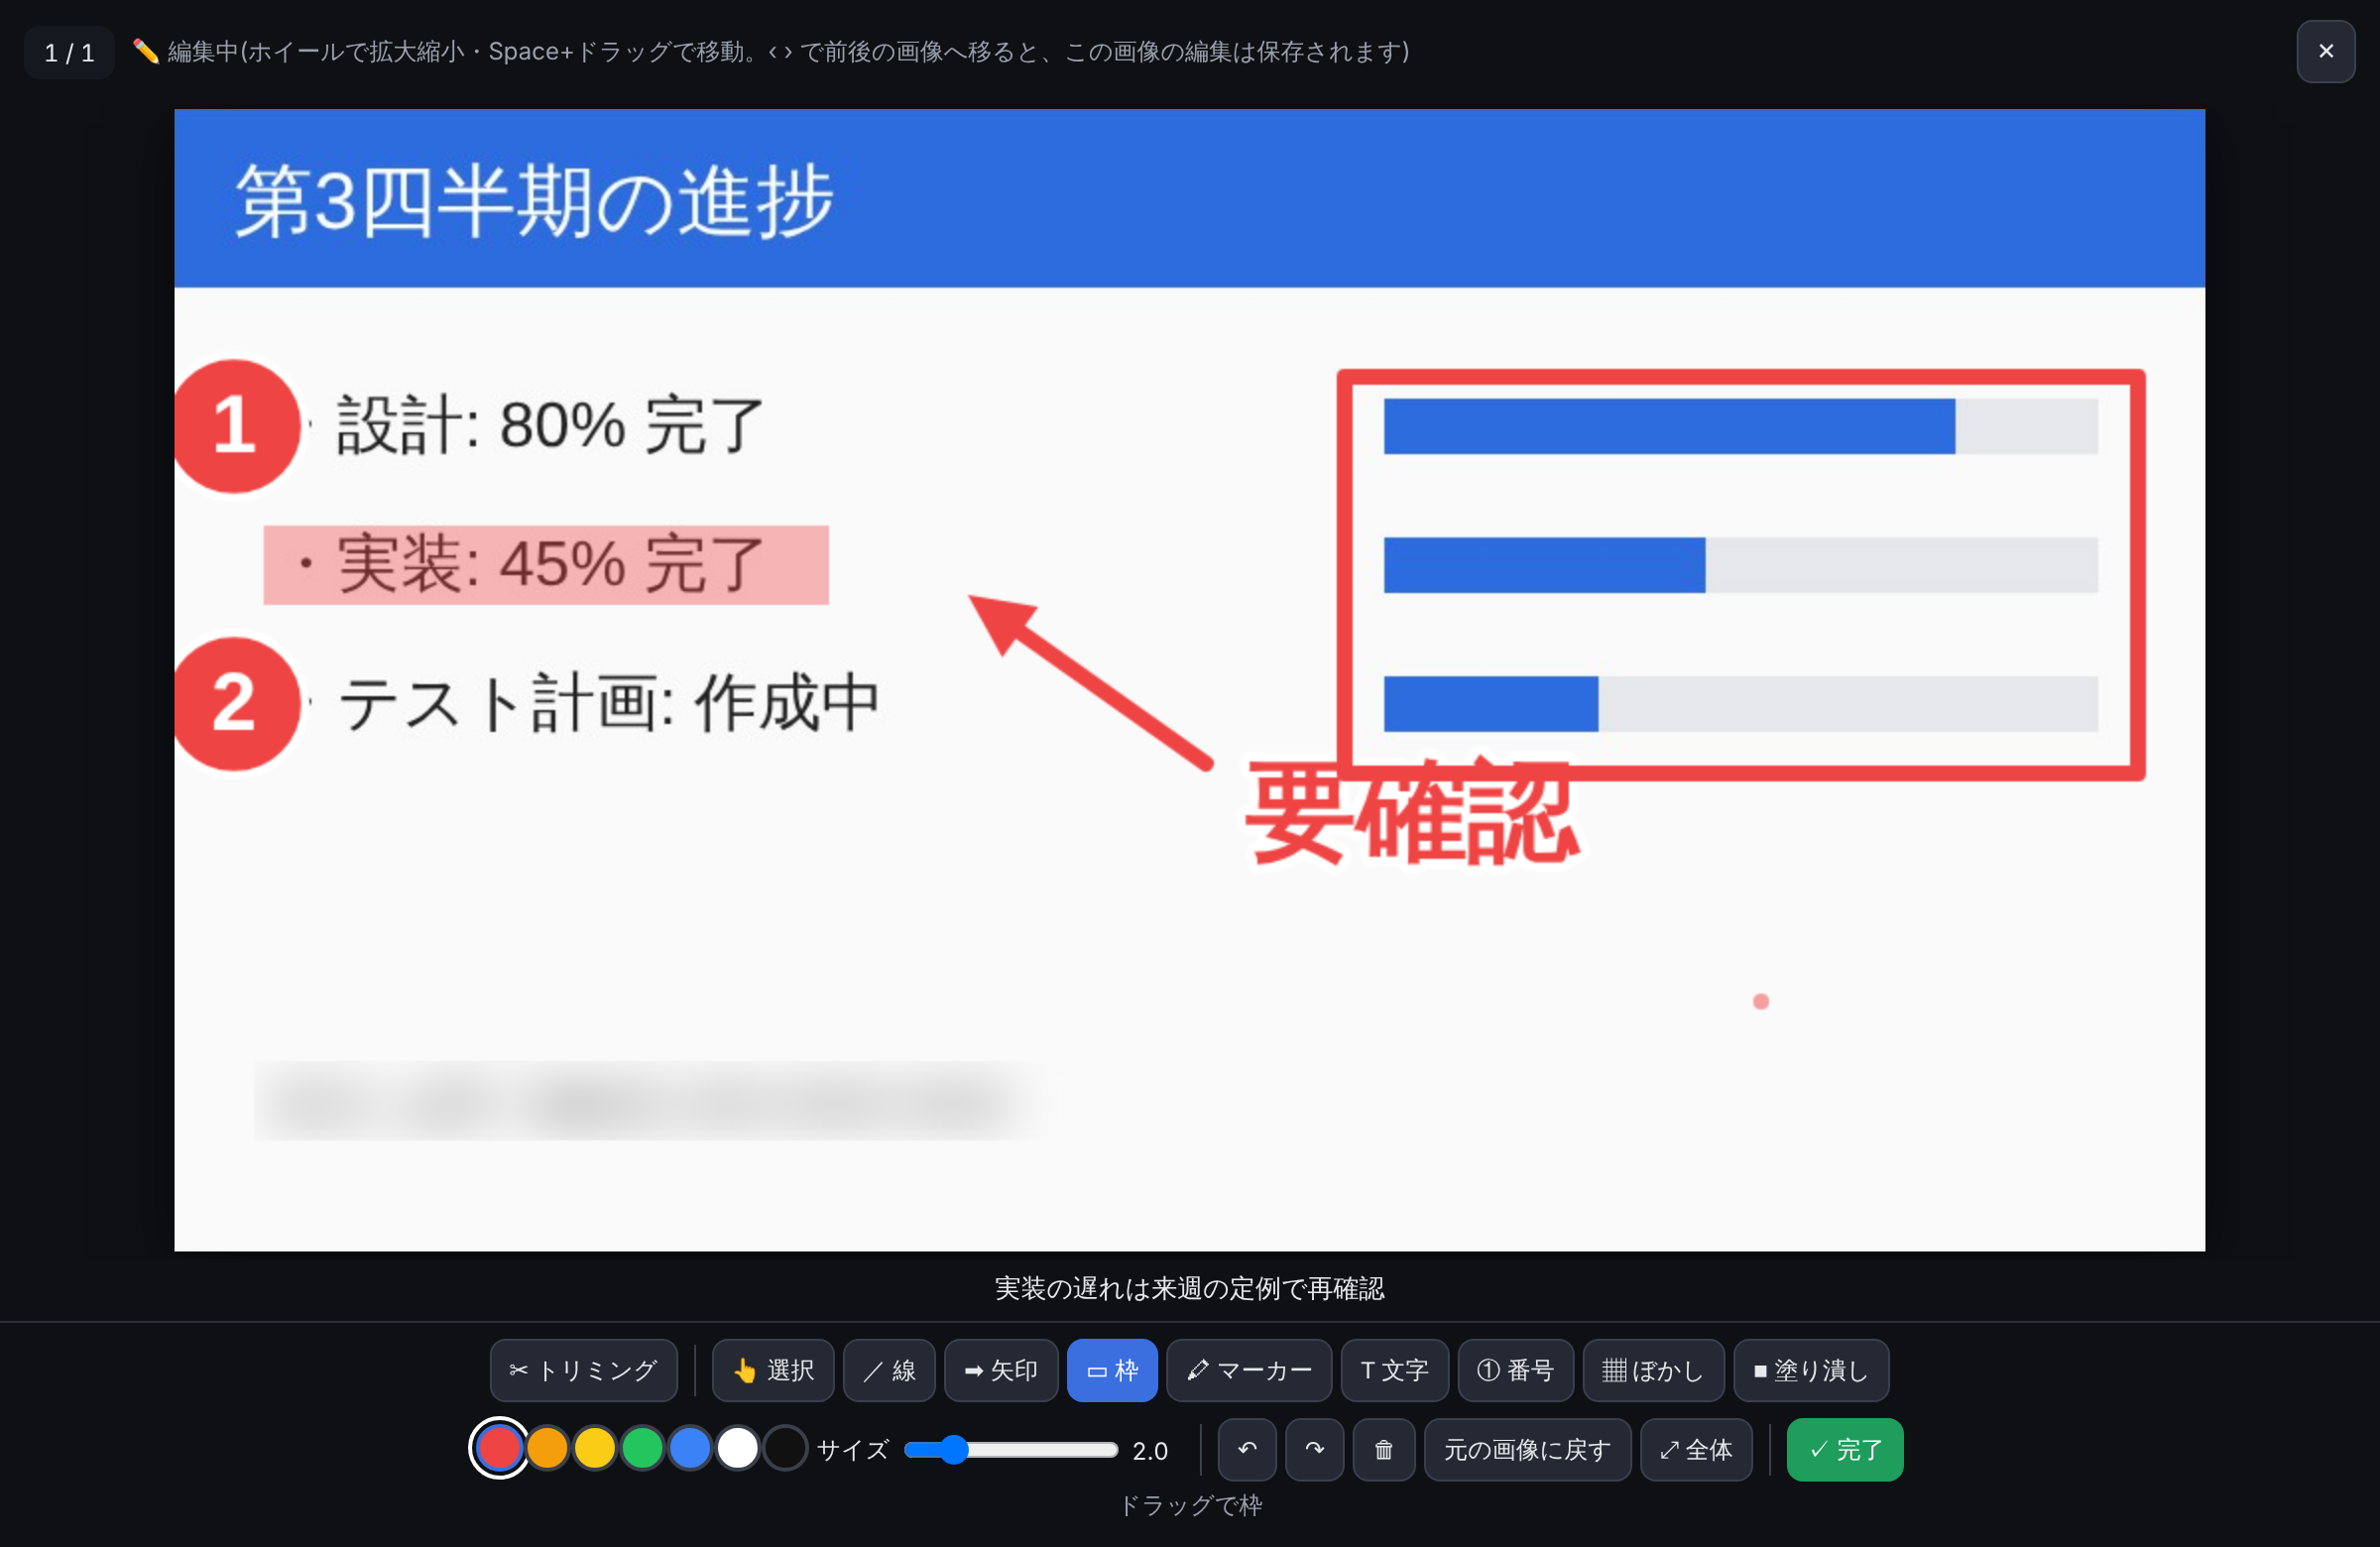 1 / 1 ✏️ 編集中(ホイールで拡大縮小・Space+ドラッグで移動。‹ › で前後の画像へ移ると、この画像の編集は保存されます) ✕
第3四半期の進捗
1 ・設計: 80% 完了
・実装: 45% 完了
2 ・テスト計画: 作成中
要確認
実装の遅れは来週の定例で再確認
✂ トリミング 👆 選択 ／ 線 ➡ 矢印 ▭ 枠 🖍 マーカー T 文字 ① 番号 ▦ ぼかし ■ 塗り潰し
サイズ 2.0 ↶ ↷ 🗑 元の画像に戻す ⤢ 全体 ✓ 完了
ドラッグで枠